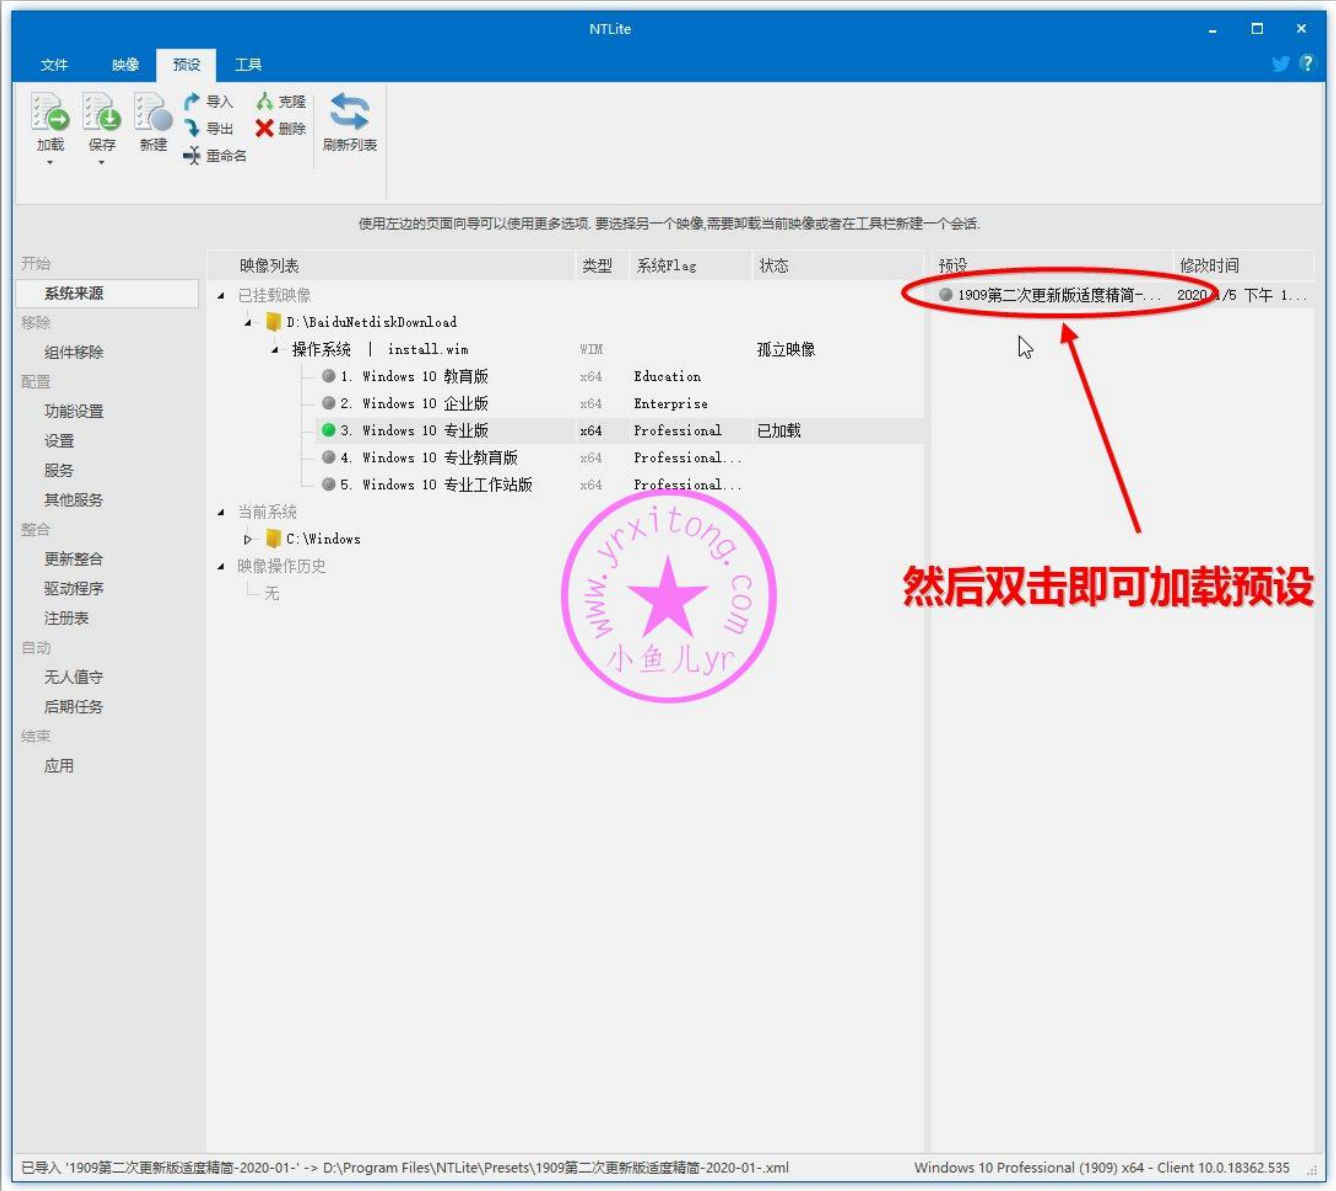 NTLite
文件 映像 预设 工具
加载 保存 新建 导入 导出 重命名 克隆 删除 刷新列表
使用左边的页面向导可以使用更多选项. 要选择另一个映像,需要卸载当前映像或者在工具栏新建一个会话.
开始
系统来源
移除
组件移除
配置
功能设置
设置
服务
其他服务
整合
更新整合
驱动程序
注册表
自动
无人值守
后期任务
结束
应用
映像列表 类型 系统Flag 状态
已挂载映像
D:\BaiduNetdiskDownload
操作系统 | install.wim WIM 孤立映像
1. Windows 10 教育版 x64 Education
2. Windows 10 企业版 x64 Enterprise
3. Windows 10 专业版 x64 Professional 已加载
4. Windows 10 专业教育版 x64 Professional...
5. Windows 10 专业工作站版 x64 Professional...
当前系统
C:\Windows
映像操作历史
无
预设 修改时间
1909第二次更新版适度精简-... 2020/1/5 下午 1...
然后双击即可加载预设
www.yrxitong.com
小鱼儿yr
已导入 '1909第二次更新版适度精简-2020-01-' -> D:\Program Files\NTLite\Presets\1909第二次更新版适度精简-2020-01-.xml
Windows 10 Professional (1909) x64 - Client 10.0.18362.535